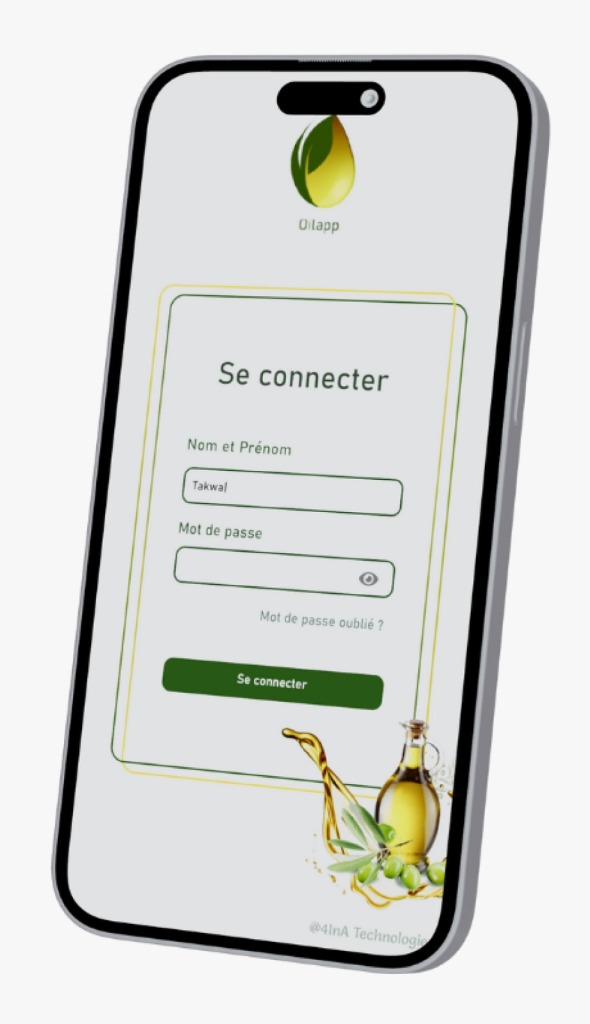 Oilapp
Se connecter
Nom et Prénom
Takwal
Mot de passe
Mot de passe oublié ?
Se connecter
@4InA Technologie